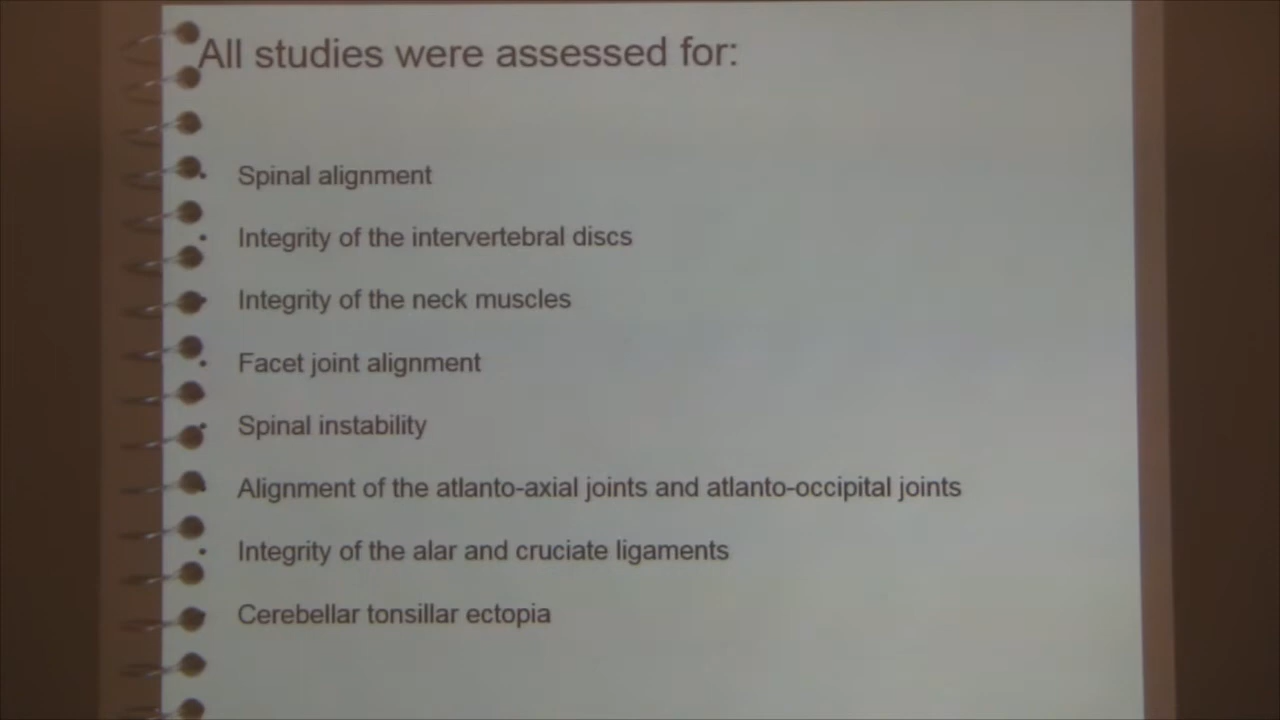 All studies were assessed for:
• Spinal alignment
• Integrity of the intervertebral discs
• Integrity of the neck muscles
• Facet joint alignment
• Spinal instability
• Alignment of the atlanto-axial joints and atlanto-occipital joints
• Integrity of the alar and cruciate ligaments
• Cerebellar tonsillar ectopia